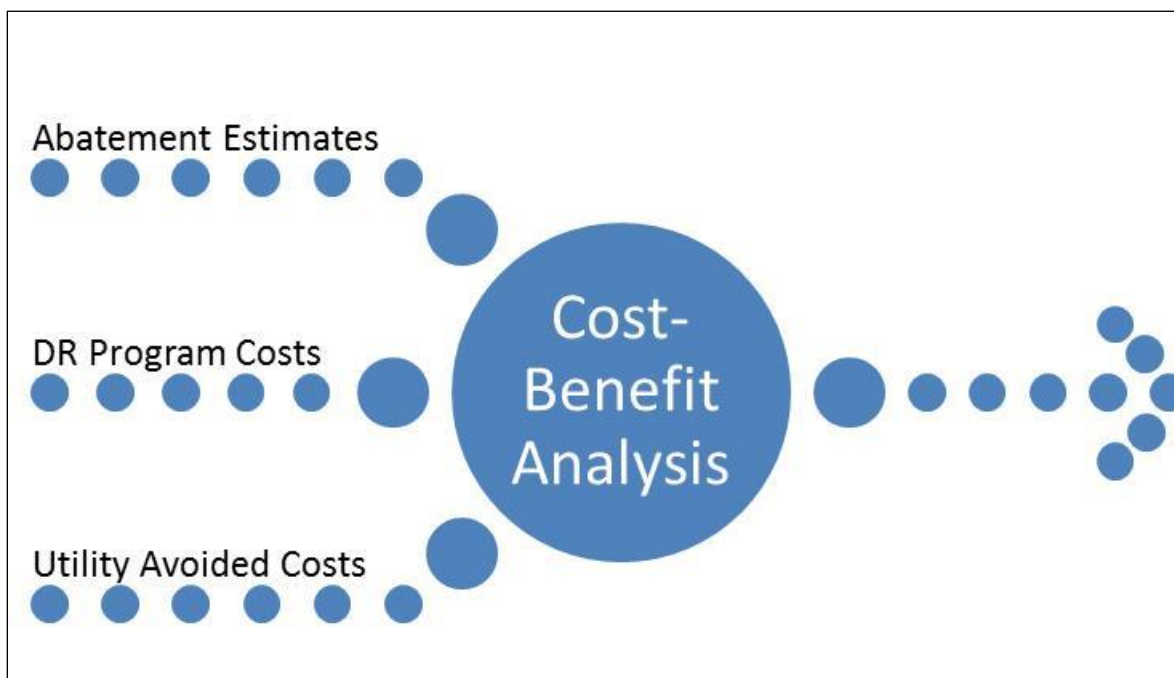 Abatement Estimates
DR Program Costs
Utility Avoided Costs
Cost-
Benefit
Analysis